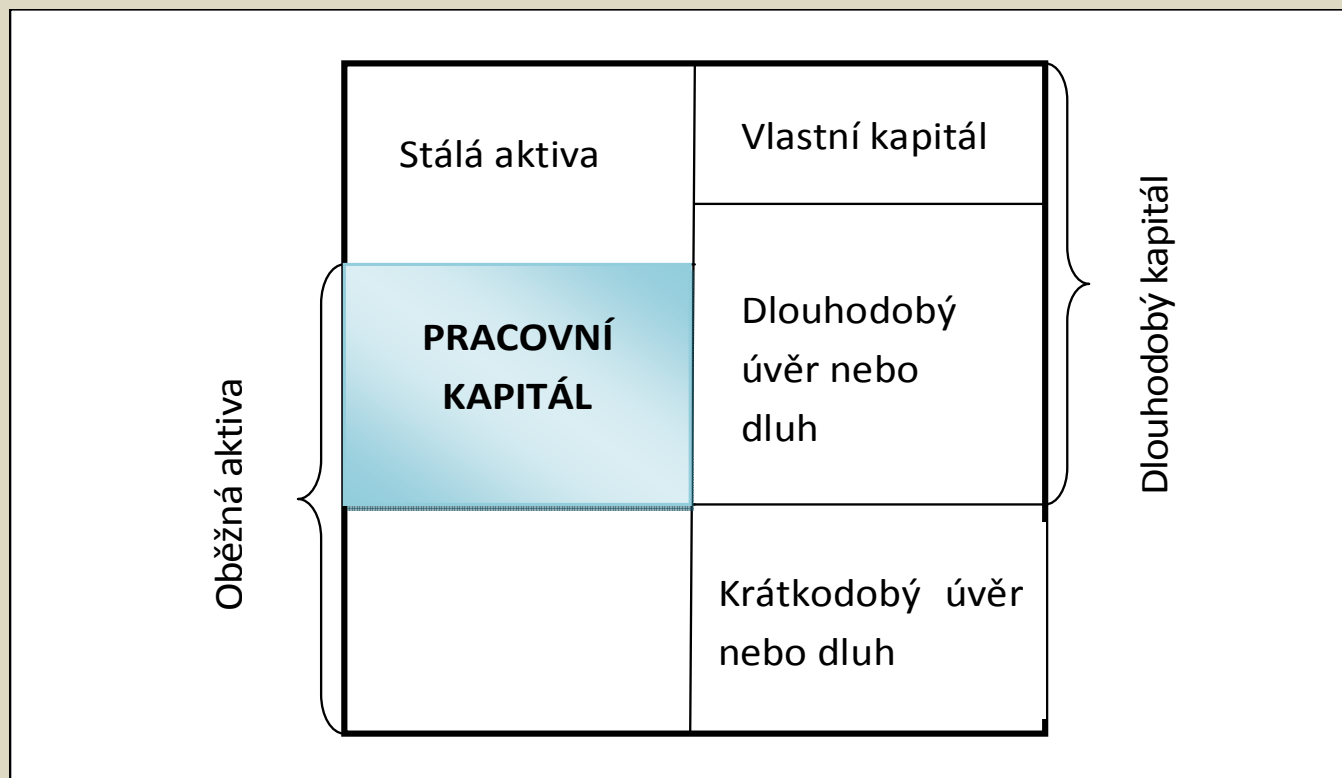 Stálá aktiva
Vlastní kapitál
PRACOVNÍ
KAPITÁL
Dlouhodobý
úvěr nebo
dluh
Krátkodobý úvěr
nebo dluh
Oběžná aktiva
Dlouhodobý kapitál